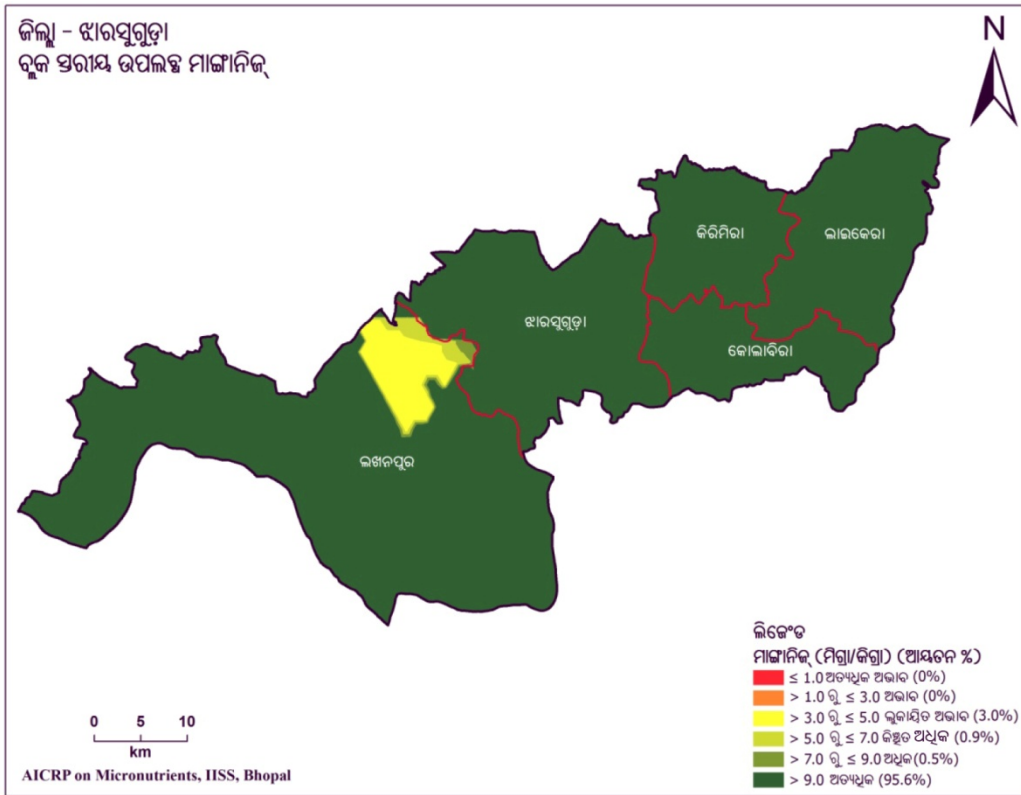 ଜିଲ୍ଲା - ଝାରସୁଗୁଡ଼ା
ବ୍ଲକ ସ୍ତରୀୟ ଉପଲବ୍ଧ ମାଙ୍ଗାନିଜ୍
N
କିରିମିରା
ଲାଇକେରା
ଝାରସୁଗୁଡ଼ା
କୋଲାବିରା
ଲଖନପୁର
ଲିଜେଂଡ
ମାଙ୍ଗାନିଜ୍ (ମିଗ୍ରା/କିଗ୍ରା) (ଆୟତନ %)
≤ 1.0 ଅତ୍ୟଧିକ ଅଭାବ (0%)
> 1.0 ରୁ ≤ 3.0 ଅଭାବ (0%)
> 3.0 ରୁ ≤ 5.0 ଲୁକାୟିତ ଅଭାବ (3.0%)
> 5.0 ରୁ ≤ 7.0 କିଞ୍ଚିତ ଅଧିକ (0.9%)
> 7.0 ରୁ ≤ 9.0 ଅଧିକ (0.5%)
> 9.0 ଅତ୍ୟଧିକ (95.6%)
0 5 10
km
AICRP on Micronutrients, IISS, Bhopal